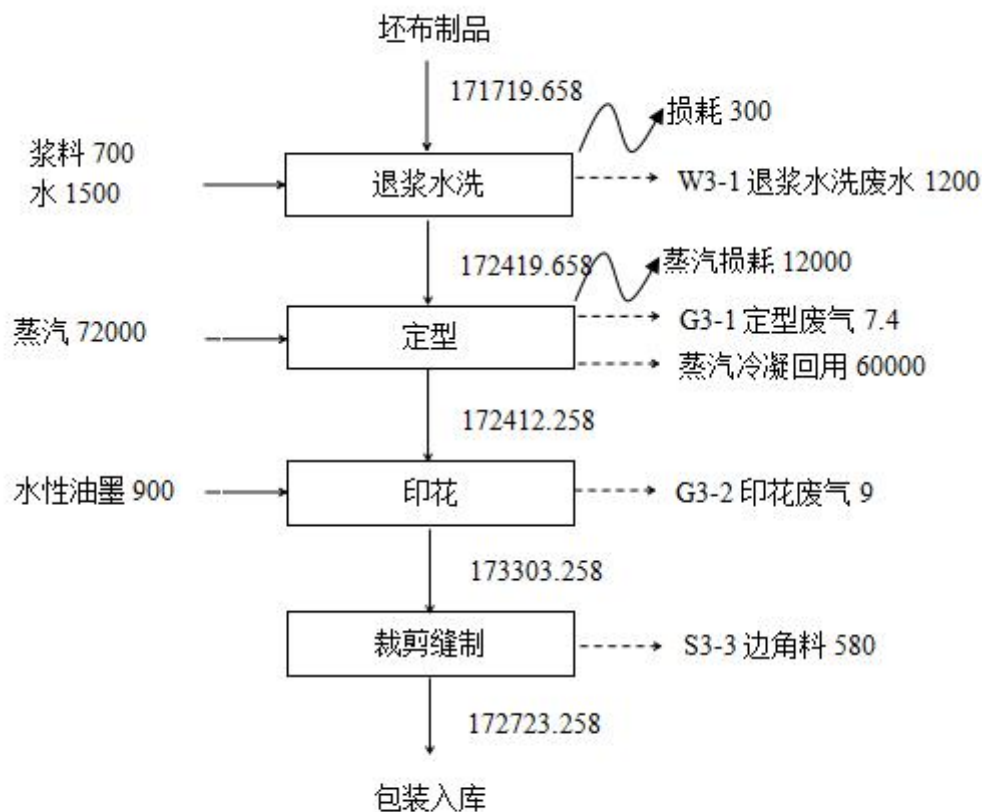 坯布制品
171719.658
损耗 300
浆料 700
水 1500
退浆水洗
W3-1 退浆水洗废水 1200
172419.658
蒸汽损耗 12000
蒸汽 72000
定型
G3-1 定型废气 7.4
蒸汽冷凝回用 60000
172412.258
水性油墨 900
印花
G3-2 印花废气 9
173303.258
裁剪缝制
S3-3 边角料 580
172723.258
包装入库